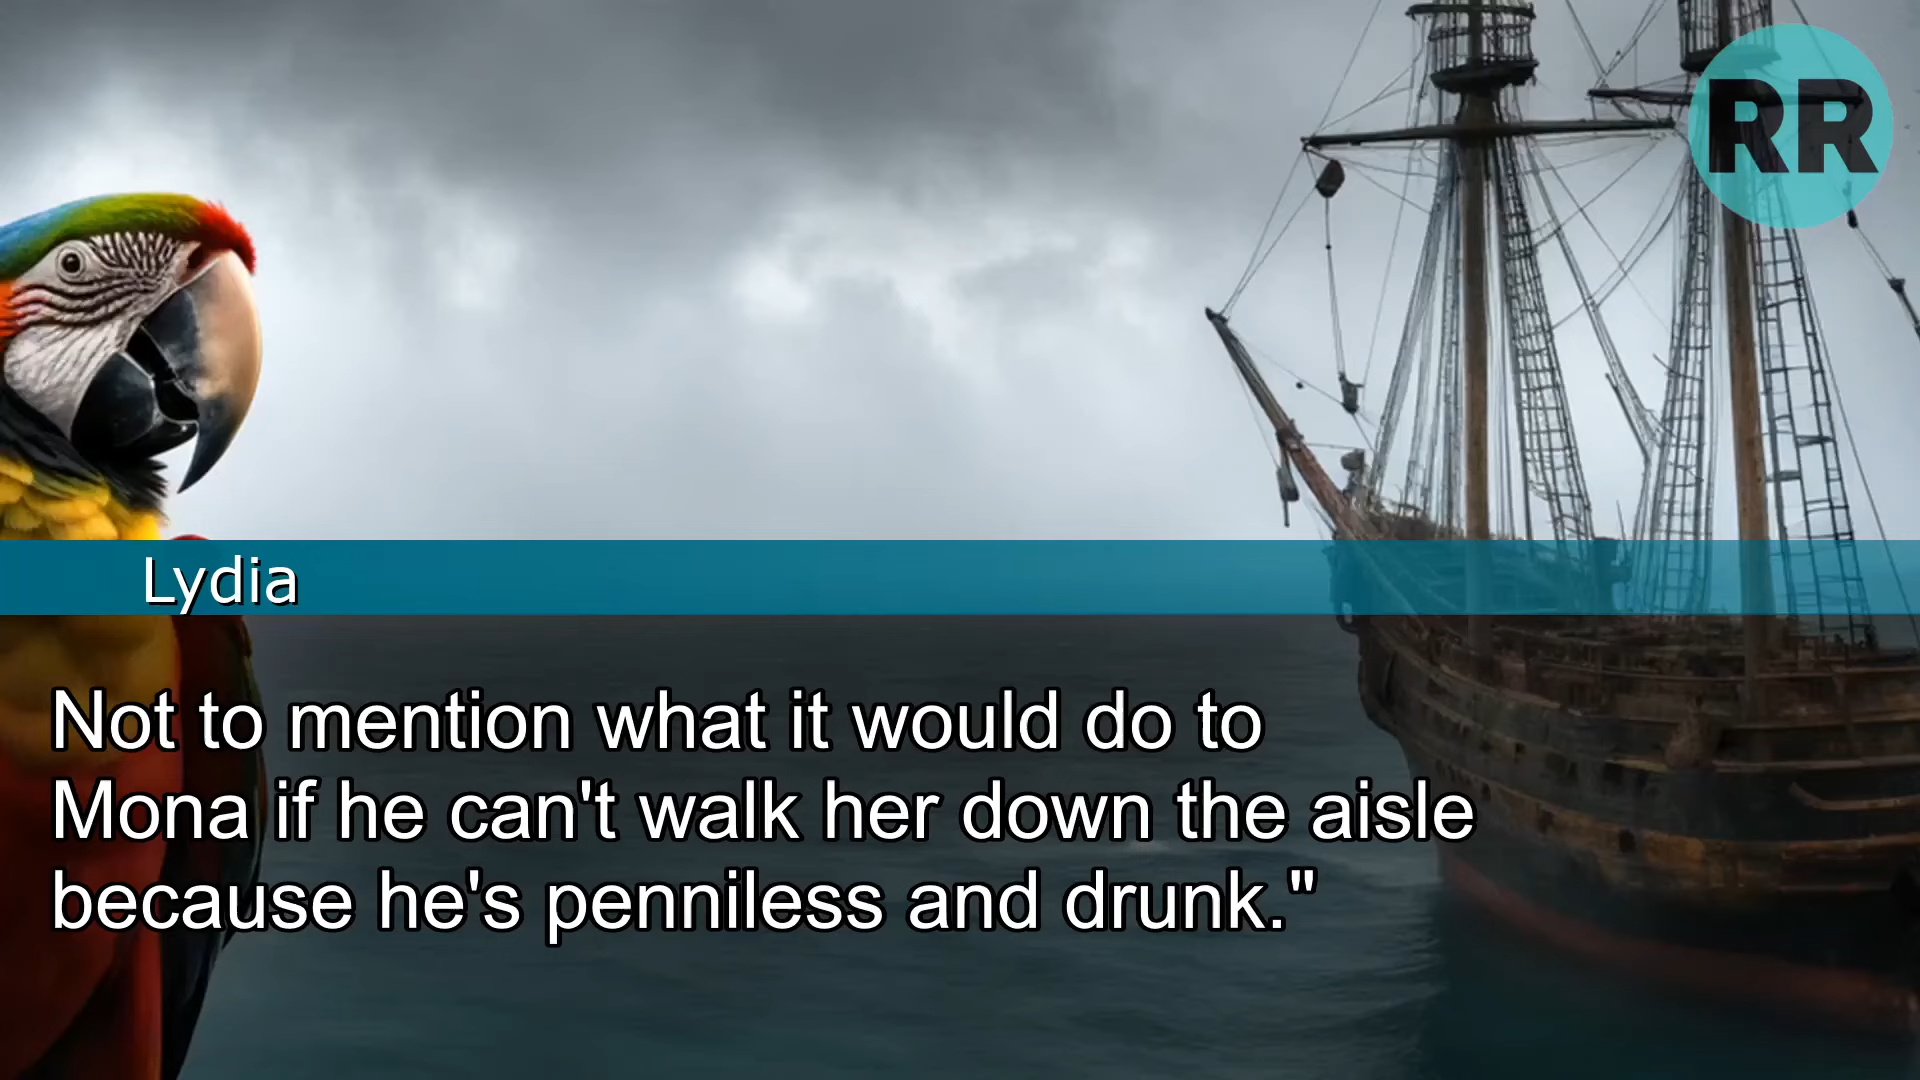 RR
Lydia
Not to mention what it would do to
Mona if he can't walk her down the aisle
because he's penniless and drunk."